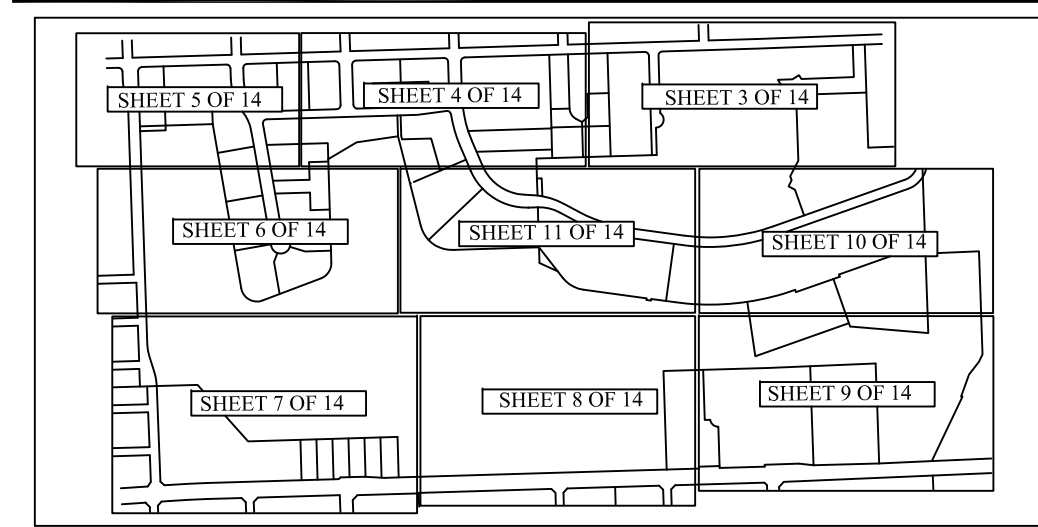 SHEET 5 OF 14
SHEET 4 OF 14
SHEET 3 OF 14
SHEET 6 OF 14
SHEET 11 OF 14
SHEET 10 OF 14
SHEET 7 OF 14
SHEET 8 OF 14
SHEET 9 OF 14